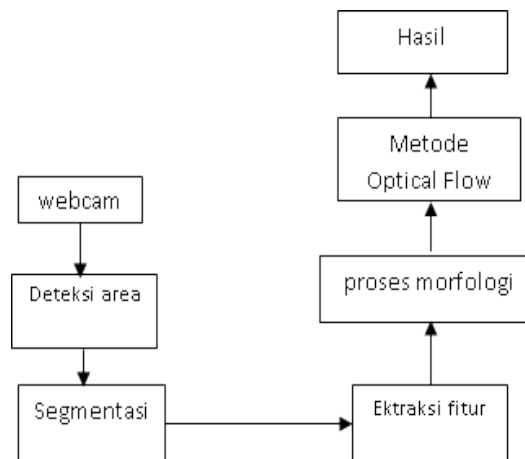 Hasil
Metode
Optical Flow
webcam
proses morfologi
Deteksi area
Segmentasi
Ektraksi fitur